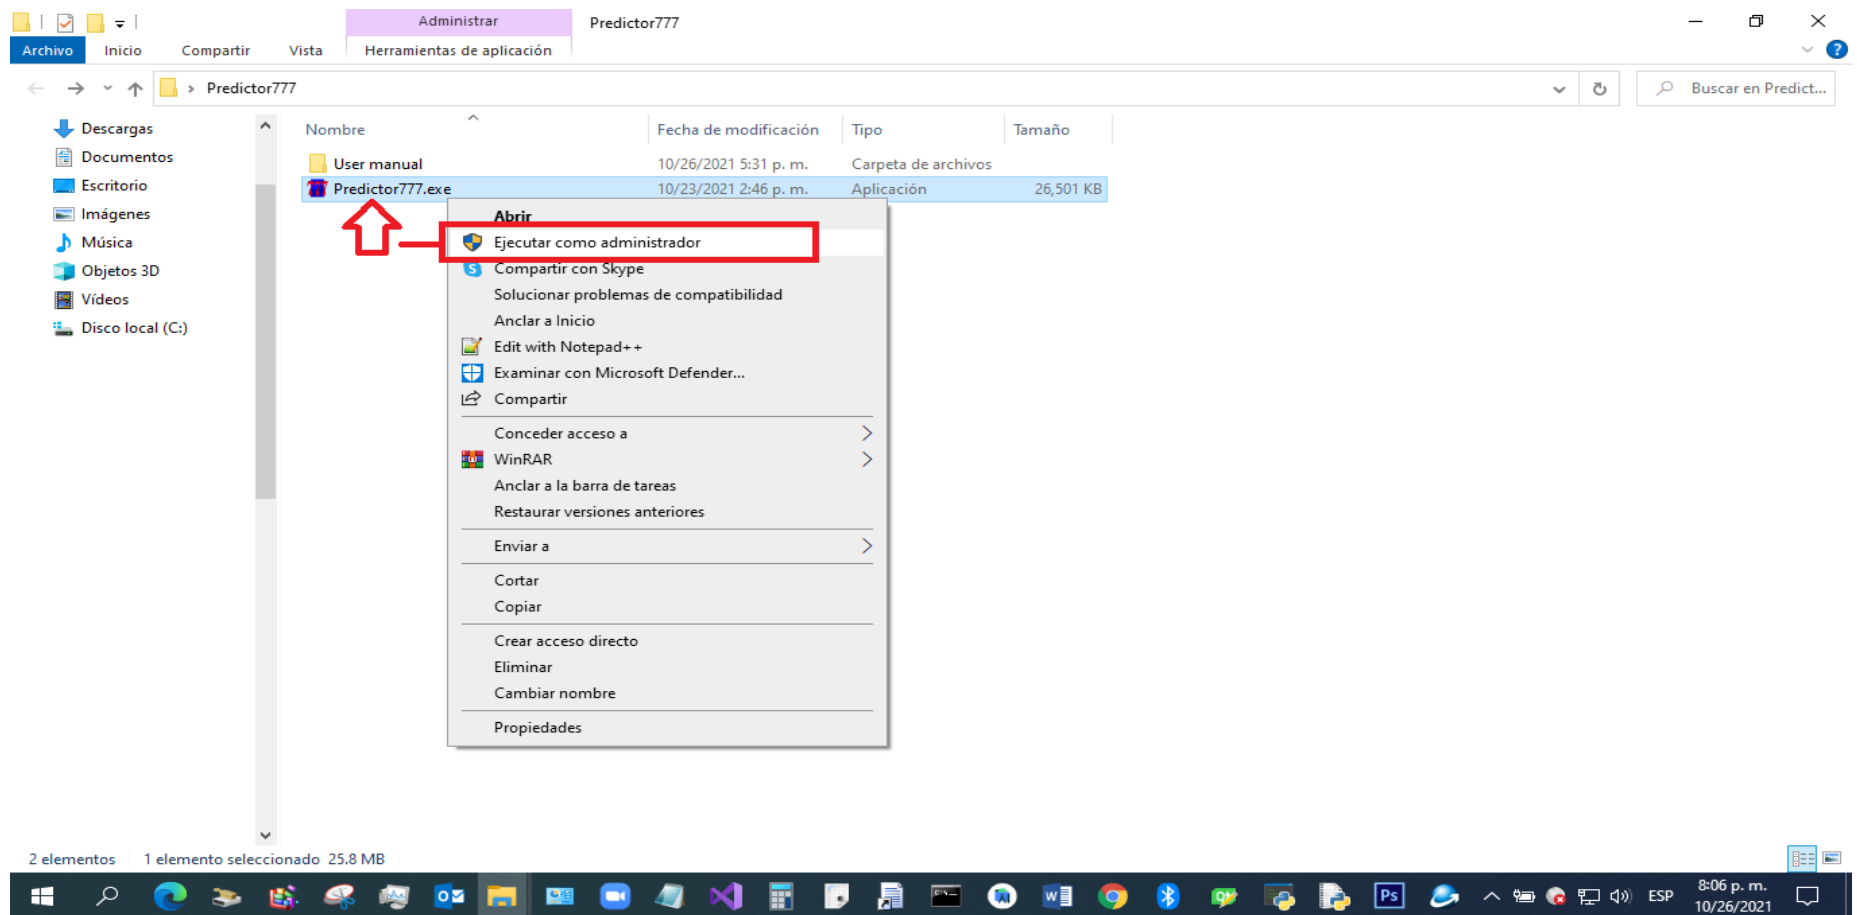 Administrar
Predictor777
Archivo
Inicio
Compartir
Vista
Herramientas de aplicación
Predictor777
Buscar en Predict...
Descargas
Documentos
Escritorio
Imágenes
Música
Objetos 3D
Vídeos
Disco local (C:)
Nombre
Fecha de modificación
Tipo
Tamaño
User manual
10/26/2021 5:31 p. m.
Carpeta de archivos
Predictor777.exe
10/23/2021 2:46 p. m.
Aplicación
26,501 KB
Abrir
Ejecutar como administrador
Compartir con Skype
Solucionar problemas de compatibilidad
Anclar a Inicio
Edit with Notepad++
Examinar con Microsoft Defender...
Compartir
Conceder acceso a
WinRAR
Anclar a la barra de tareas
Restaurar versiones anteriores
Enviar a
Cortar
Copiar
Crear acceso directo
Eliminar
Cambiar nombre
Propiedades
2 elementos
1 elemento seleccionado 25.8 MB
Ps
ESP
8:06 p. m.
10/26/2021